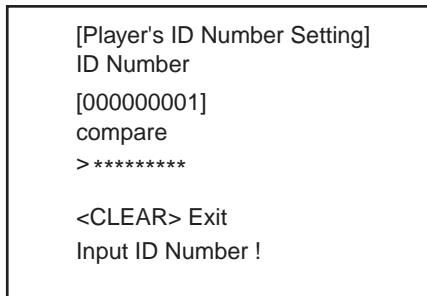 [Player's ID Number Setting]
ID Number
[000000001]
compare
>*********
<CLEAR> Exit
Input ID Number !